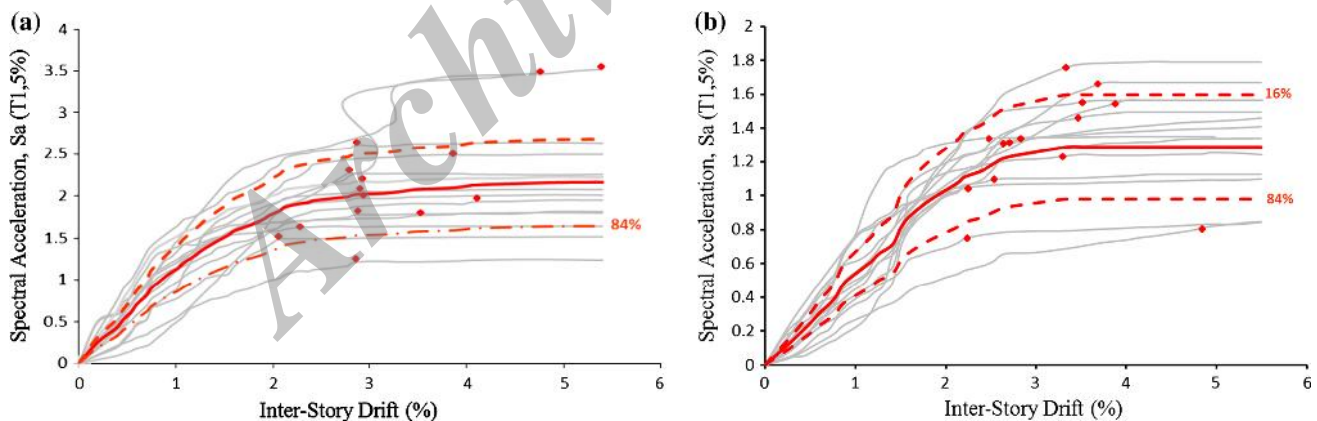 (a)
Spectral Acceleration, Sa (T1,5%)
4
3.5
3
2.5
2
1.5
1
0.5
0
84%
0 1 2 3 4 5 6
Inter-Story Drift (%)
(b)
Spectral Acceleration, Sa (T1,5%)
2
1.8
1.6
1.4
1.2
1
0.8
0.6
0.4
0.2
0
16%
84%
0 1 2 3 4 5 6
Inter-Story Drift (%)